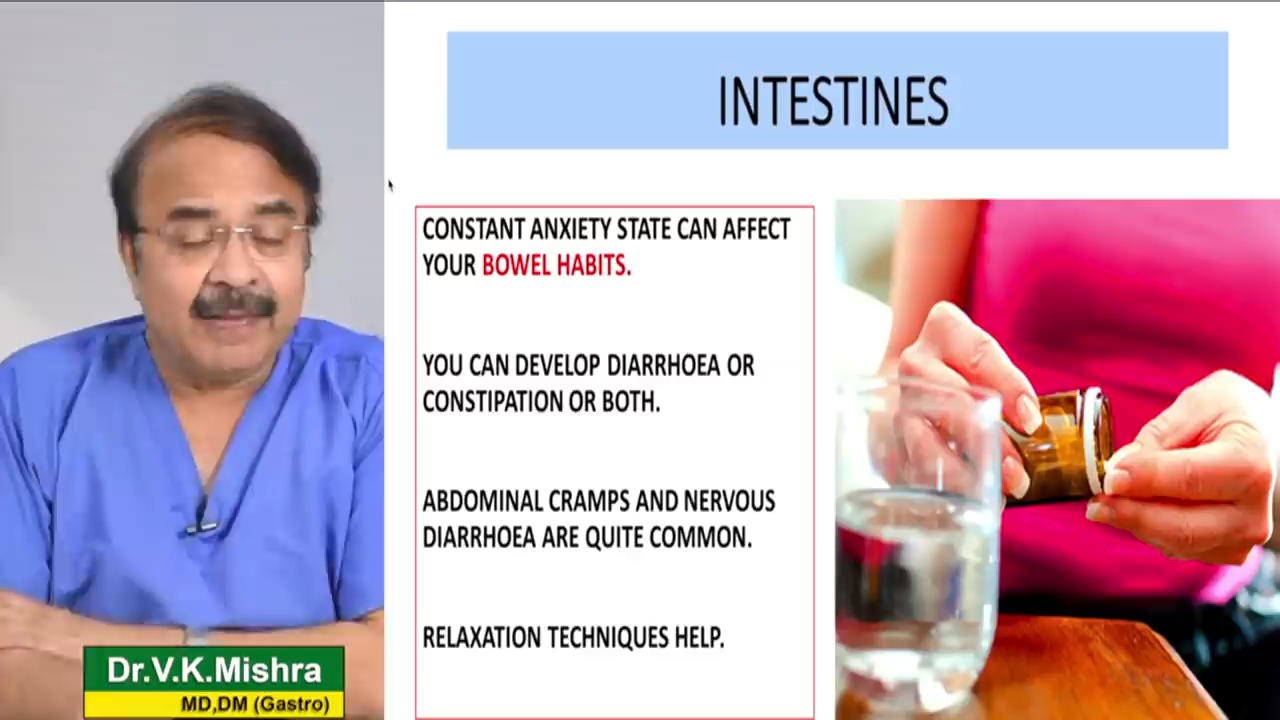 INTESTINES
CONSTANT ANXIETY STATE CAN AFFECT
YOUR BOWEL HABITS.
YOU CAN DEVELOP DIARRHOEA OR
CONSTIPATION OR BOTH.
ABDOMINAL CRAMPS AND NERVOUS
DIARRHOEA ARE QUITE COMMON.
RELAXATION TECHNIQUES HELP.
Dr.V.K.Mishra
MD,DM (Gastro)